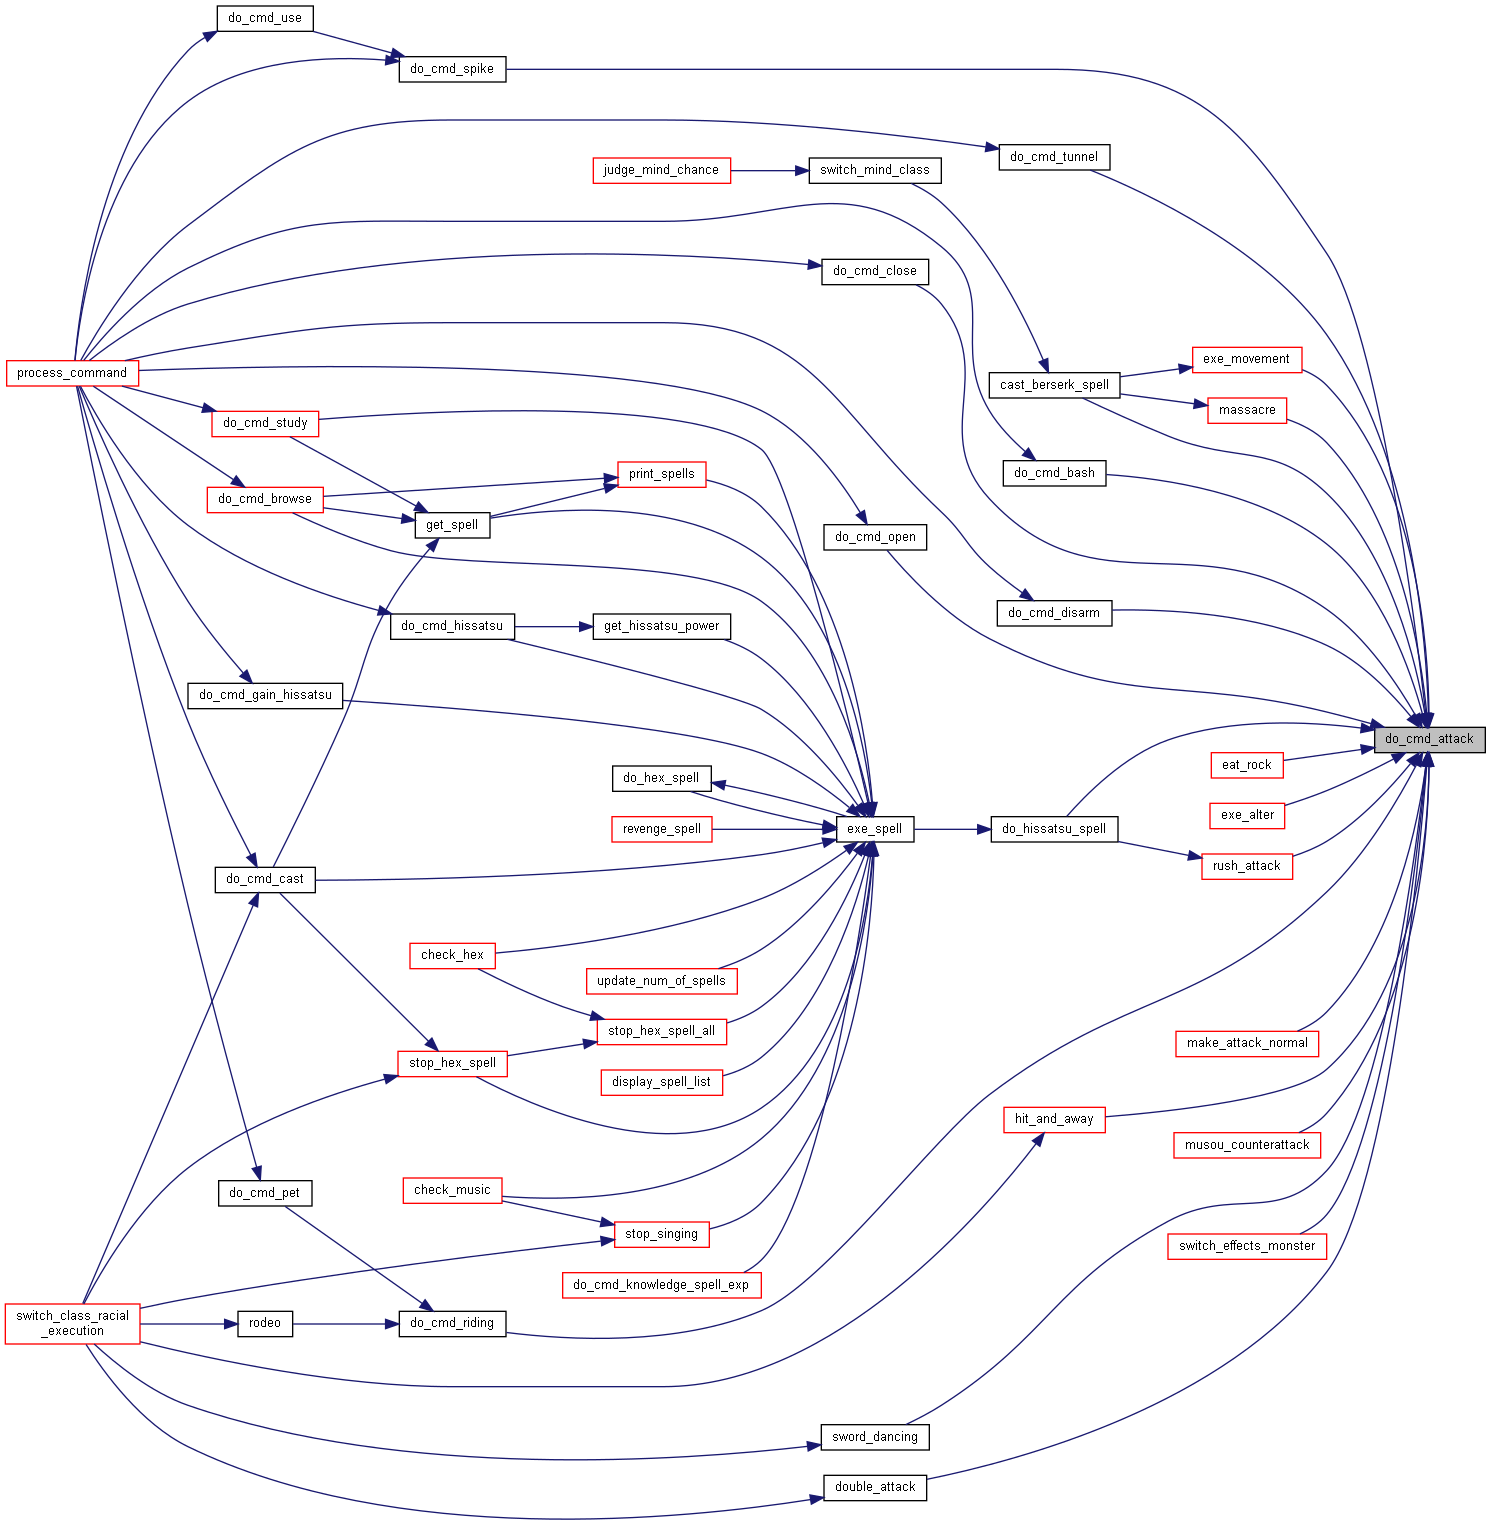 do_cmd_use
do_cmd_spike
do_cmd_tunnel
judge_mind_chance
switch_mind_class
do_cmd_close
exe_movement
process_command
cast_berserk_spell
massacre
do_cmd_study
do_cmd_bash
print_spells
do_cmd_browse
get_spell
do_cmd_open
do_cmd_disarm
do_cmd_hissatsu
get_hissatsu_power
do_cmd_gain_hissatsu
do_cmd_attack
eat_rock
do_hex_spell
exe_alter
revenge_spell
exe_spell
do_hissatsu_spell
rush_attack
do_cmd_cast
check_hex
update_num_of_spells
stop_hex_spell_all
make_attack_normal
stop_hex_spell
display_spell_list
hit_and_away
musou_counterattack
check_music
do_cmd_pet
stop_singing
switch_effects_monster
do_cmd_knowledge_spell_exp
switch_class_racial
_execution
rodeo
do_cmd_riding
sword_dancing
double_attack